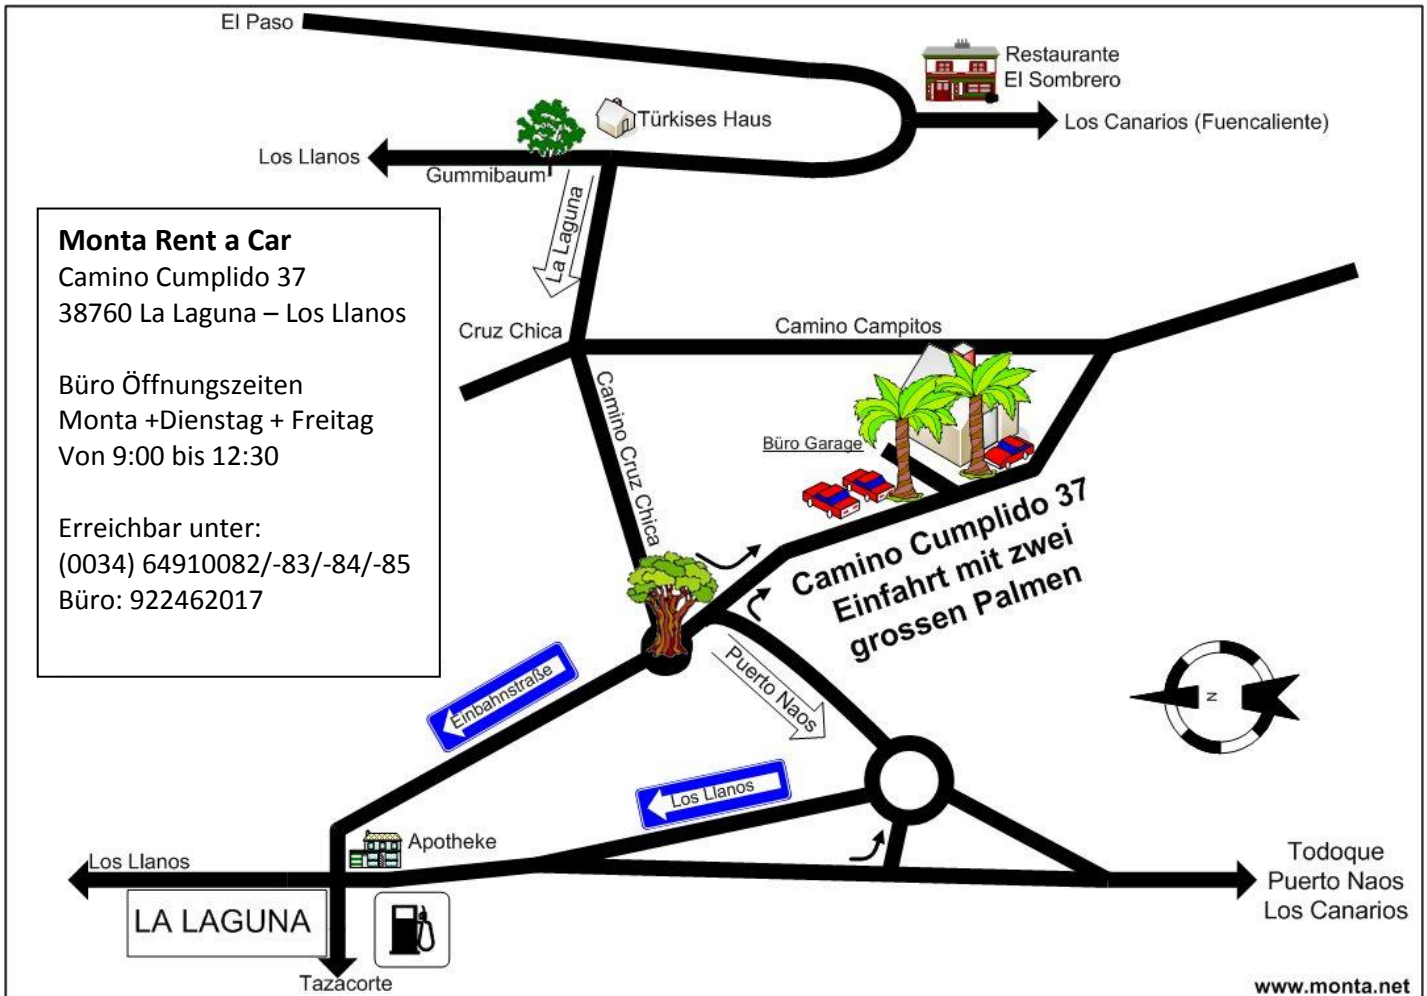 El Paso
Restaurante
El Sombrero
Türkises Haus
Los Canarios (Fuencaliente)
Los Llanos
Gummibaum
La Laguna
Monta Rent a Car
Camino Cumplido 37
38760 La Laguna – Los Llanos
Büro Öffnungszeiten
Monta +Dienstag + Freitag
Von 9:00 bis 12:30
Erreichbar unter:
(0034) 64910082/-83/-84/-85
Büro: 922462017
Cruz Chica
Camino Campitos
Camino Cruz Chica
Büro Garage
Camino Cumplido 37
Einfahrt mit zwei
grossen Palmen
Einbahnstraße
Puerto Naos
N
Los Llanos
Apotheke
Los Llanos
LA LAGUNA
Tazacorte
Todoque
Puerto Naos
Los Canarios
www.monta.net